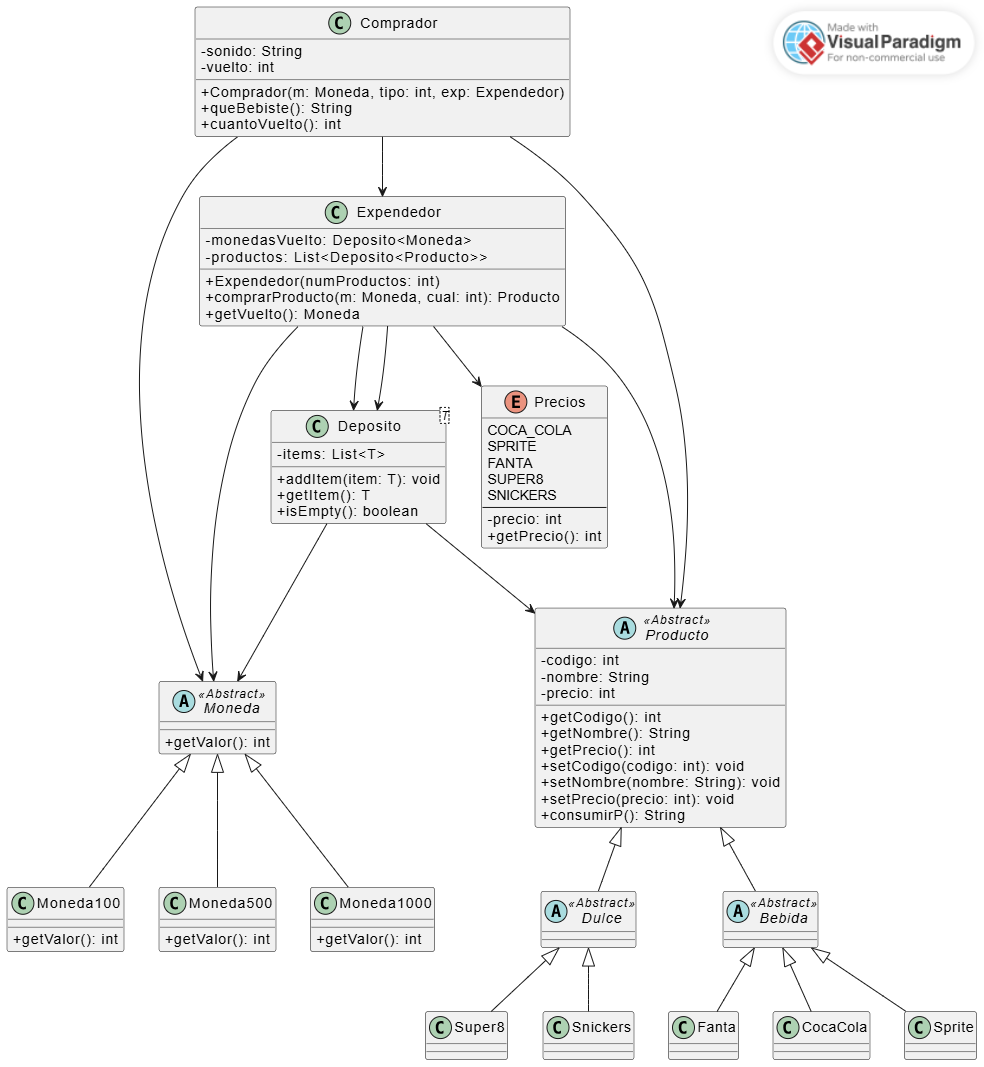 C Comprador
-sonido: String
-vuelto: int
+Comprador(m: Moneda, tipo: int, exp: Expendedor)
+queBebiste(): String
+cuantoVuelto(): int
Made with
VisualParadigm
For non-commercial use
C Expendedor
-monedasVuelto: Deposito<Moneda>
-productos: List<Deposito<Producto>>
+Expendedor(numProductos: int)
+comprarProducto(m: Moneda, cual: int): Producto
+getVuelto(): Moneda
C Deposito
T
-items: List<T>
+addItem(item: T): void
+getItem(): T
+isEmpty(): boolean
E Precios
COCA_COLA
SPRITE
FANTA
SUPER8
SNICKERS
-precio: int
+getPrecio(): int
A «Abstract»
Producto
-codigo: int
-nombre: String
-precio: int
+getCodigo(): int
+getNombre(): String
+getPrecio(): int
+setCodigo(codigo: int): void
+setNombre(nombre: String): void
+setPrecio(precio: int): void
+consumirP(): String
A «Abstract»
Moneda
+getValor(): int
C Moneda100
+getValor(): int
C Moneda500
+getValor(): int
C Moneda1000
+getValor(): int
A «Abstract»
Dulce
A «Abstract»
Bebida
C Super8
C Snickers
C Fanta
C CocaCola
C Sprite